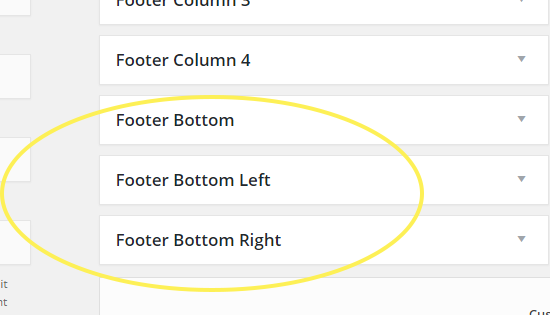 Footer Column 3
Footer Column 4
Footer Bottom
Footer Bottom Left
Footer Bottom Right
it
nt
Cus